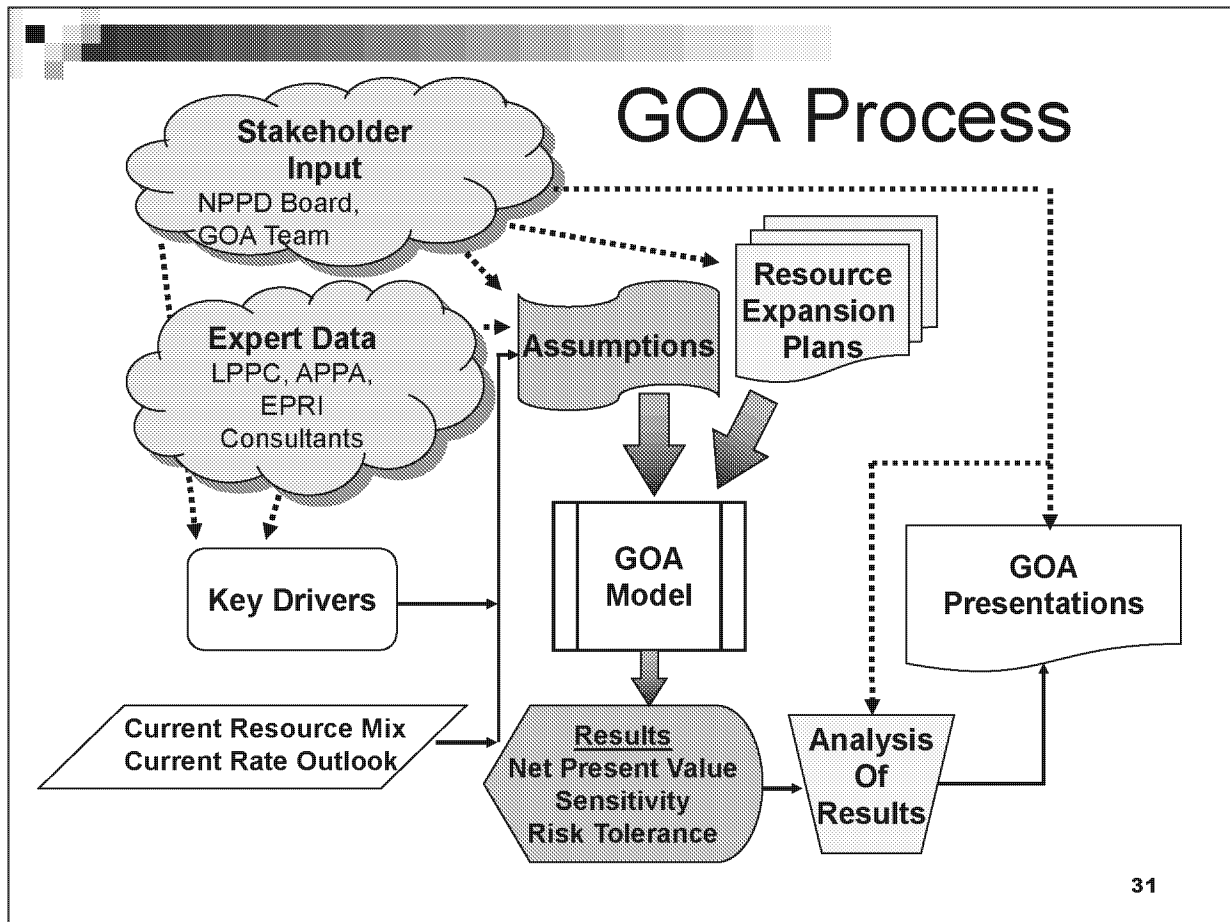 GOA Process
Stakeholder
Input
NPPD Board,
GOA Team
Expert Data
LPPC, APPA,
EPRI
Consultants
Assumptions
Resource
Expansion
Plans
Key Drivers
GOA
Model
GOA
Presentations
Current Resource Mix
Current Rate Outlook
Results
Net Present Value
Sensitivity
Risk Tolerance
Analysis
Of
Results
31